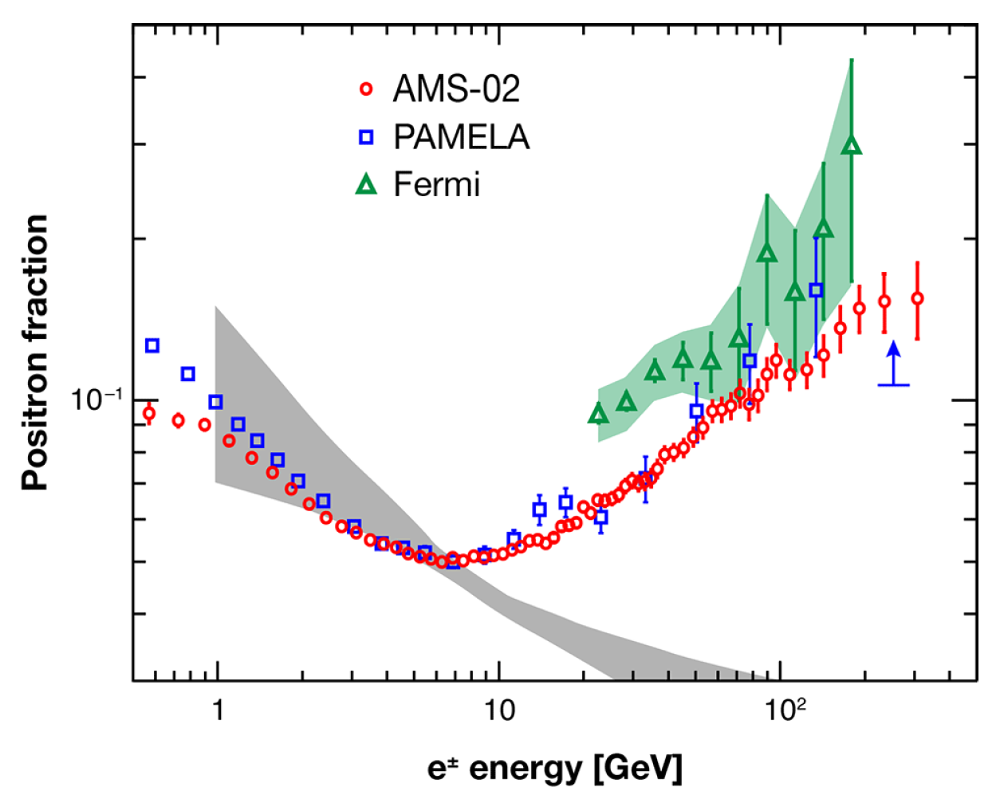 AMS-02
PAMELA
Fermi
Positron fraction
10⁻¹
1 10 10²
e± energy [GeV]